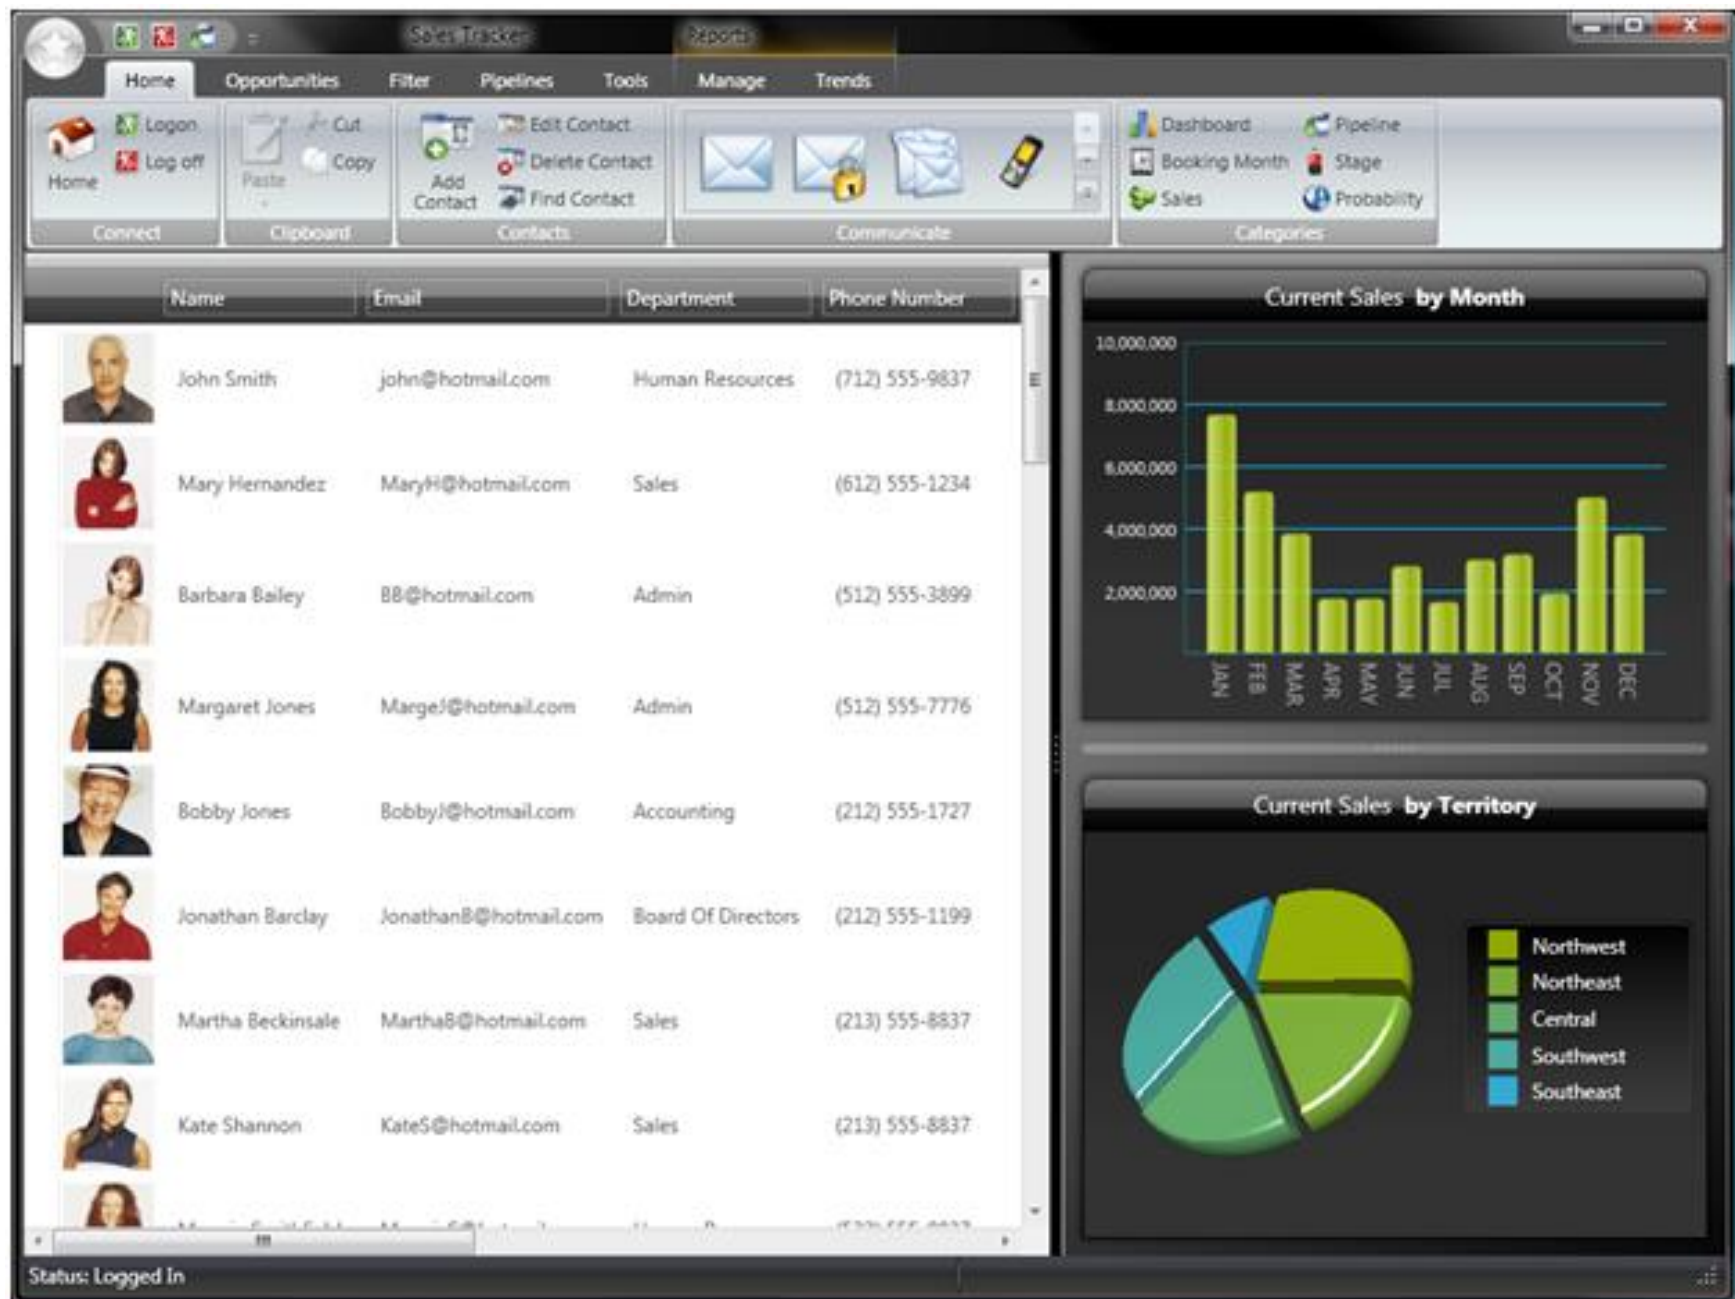 Sales Tracker
Reports
Home
Opportunities
Filter
Pipelines
Tools
Manage
Trends
Home
Logon
Log off
Connect
Paste
Cut
Copy
Clipboard
Add
Contact
Edit Contact
Delete Contact
Find Contact
Contacts
Communicate
Dashboard
Booking Month
Sales
Pipeline
Stage
Probability
Categories
Name Email Department Phone Number
John Smith john@hotmail.com Human Resources (712) 555-9837
Mary Hernandez MaryH@hotmail.com Sales (612) 555-1234
Barbara Bailey BB@hotmail.com Admin (512) 555-3899
Margaret Jones MargeJ@hotmail.com Admin (512) 555-7776
Bobby Jones BobbyJ@hotmail.com Accounting (212) 555-1727
Jonathan Barclay JonathanB@hotmail.com Board Of Directors (212) 555-1199
Martha Beckinsale MarthaB@hotmail.com Sales (213) 555-8837
Kate Shannon KateS@hotmail.com Sales (213) 555-8837
Current Sales by Month
10,000,000
8,000,000
6,000,000
4,000,000
2,000,000
JAN FEB MAR APR MAY JUN JUL AUG SEP OCT NOV DEC
Current Sales by Territory
Northwest
Northeast
Central
Southwest
Southeast
Status: Logged In